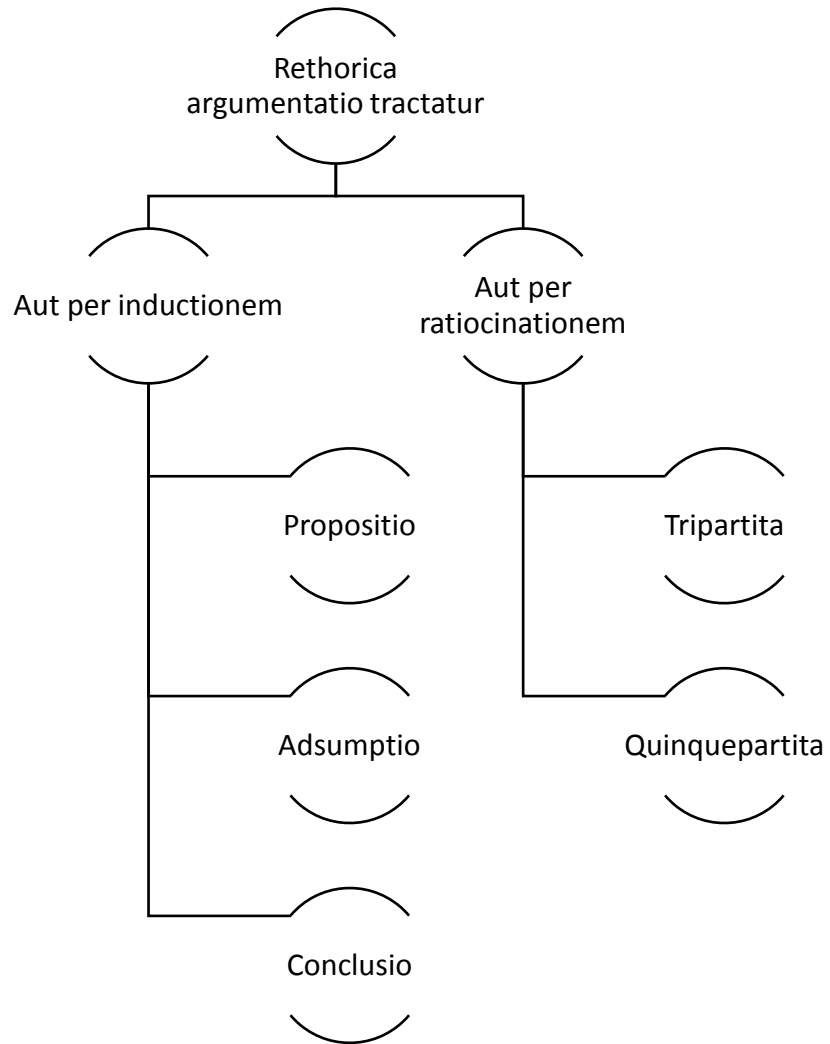 Rethorica
argumentatio tractatur
Aut per inductionem
Aut per
ratiocinationem
Propositio
Tripartita
Adsumptio
Quinquepartita
Conclusio